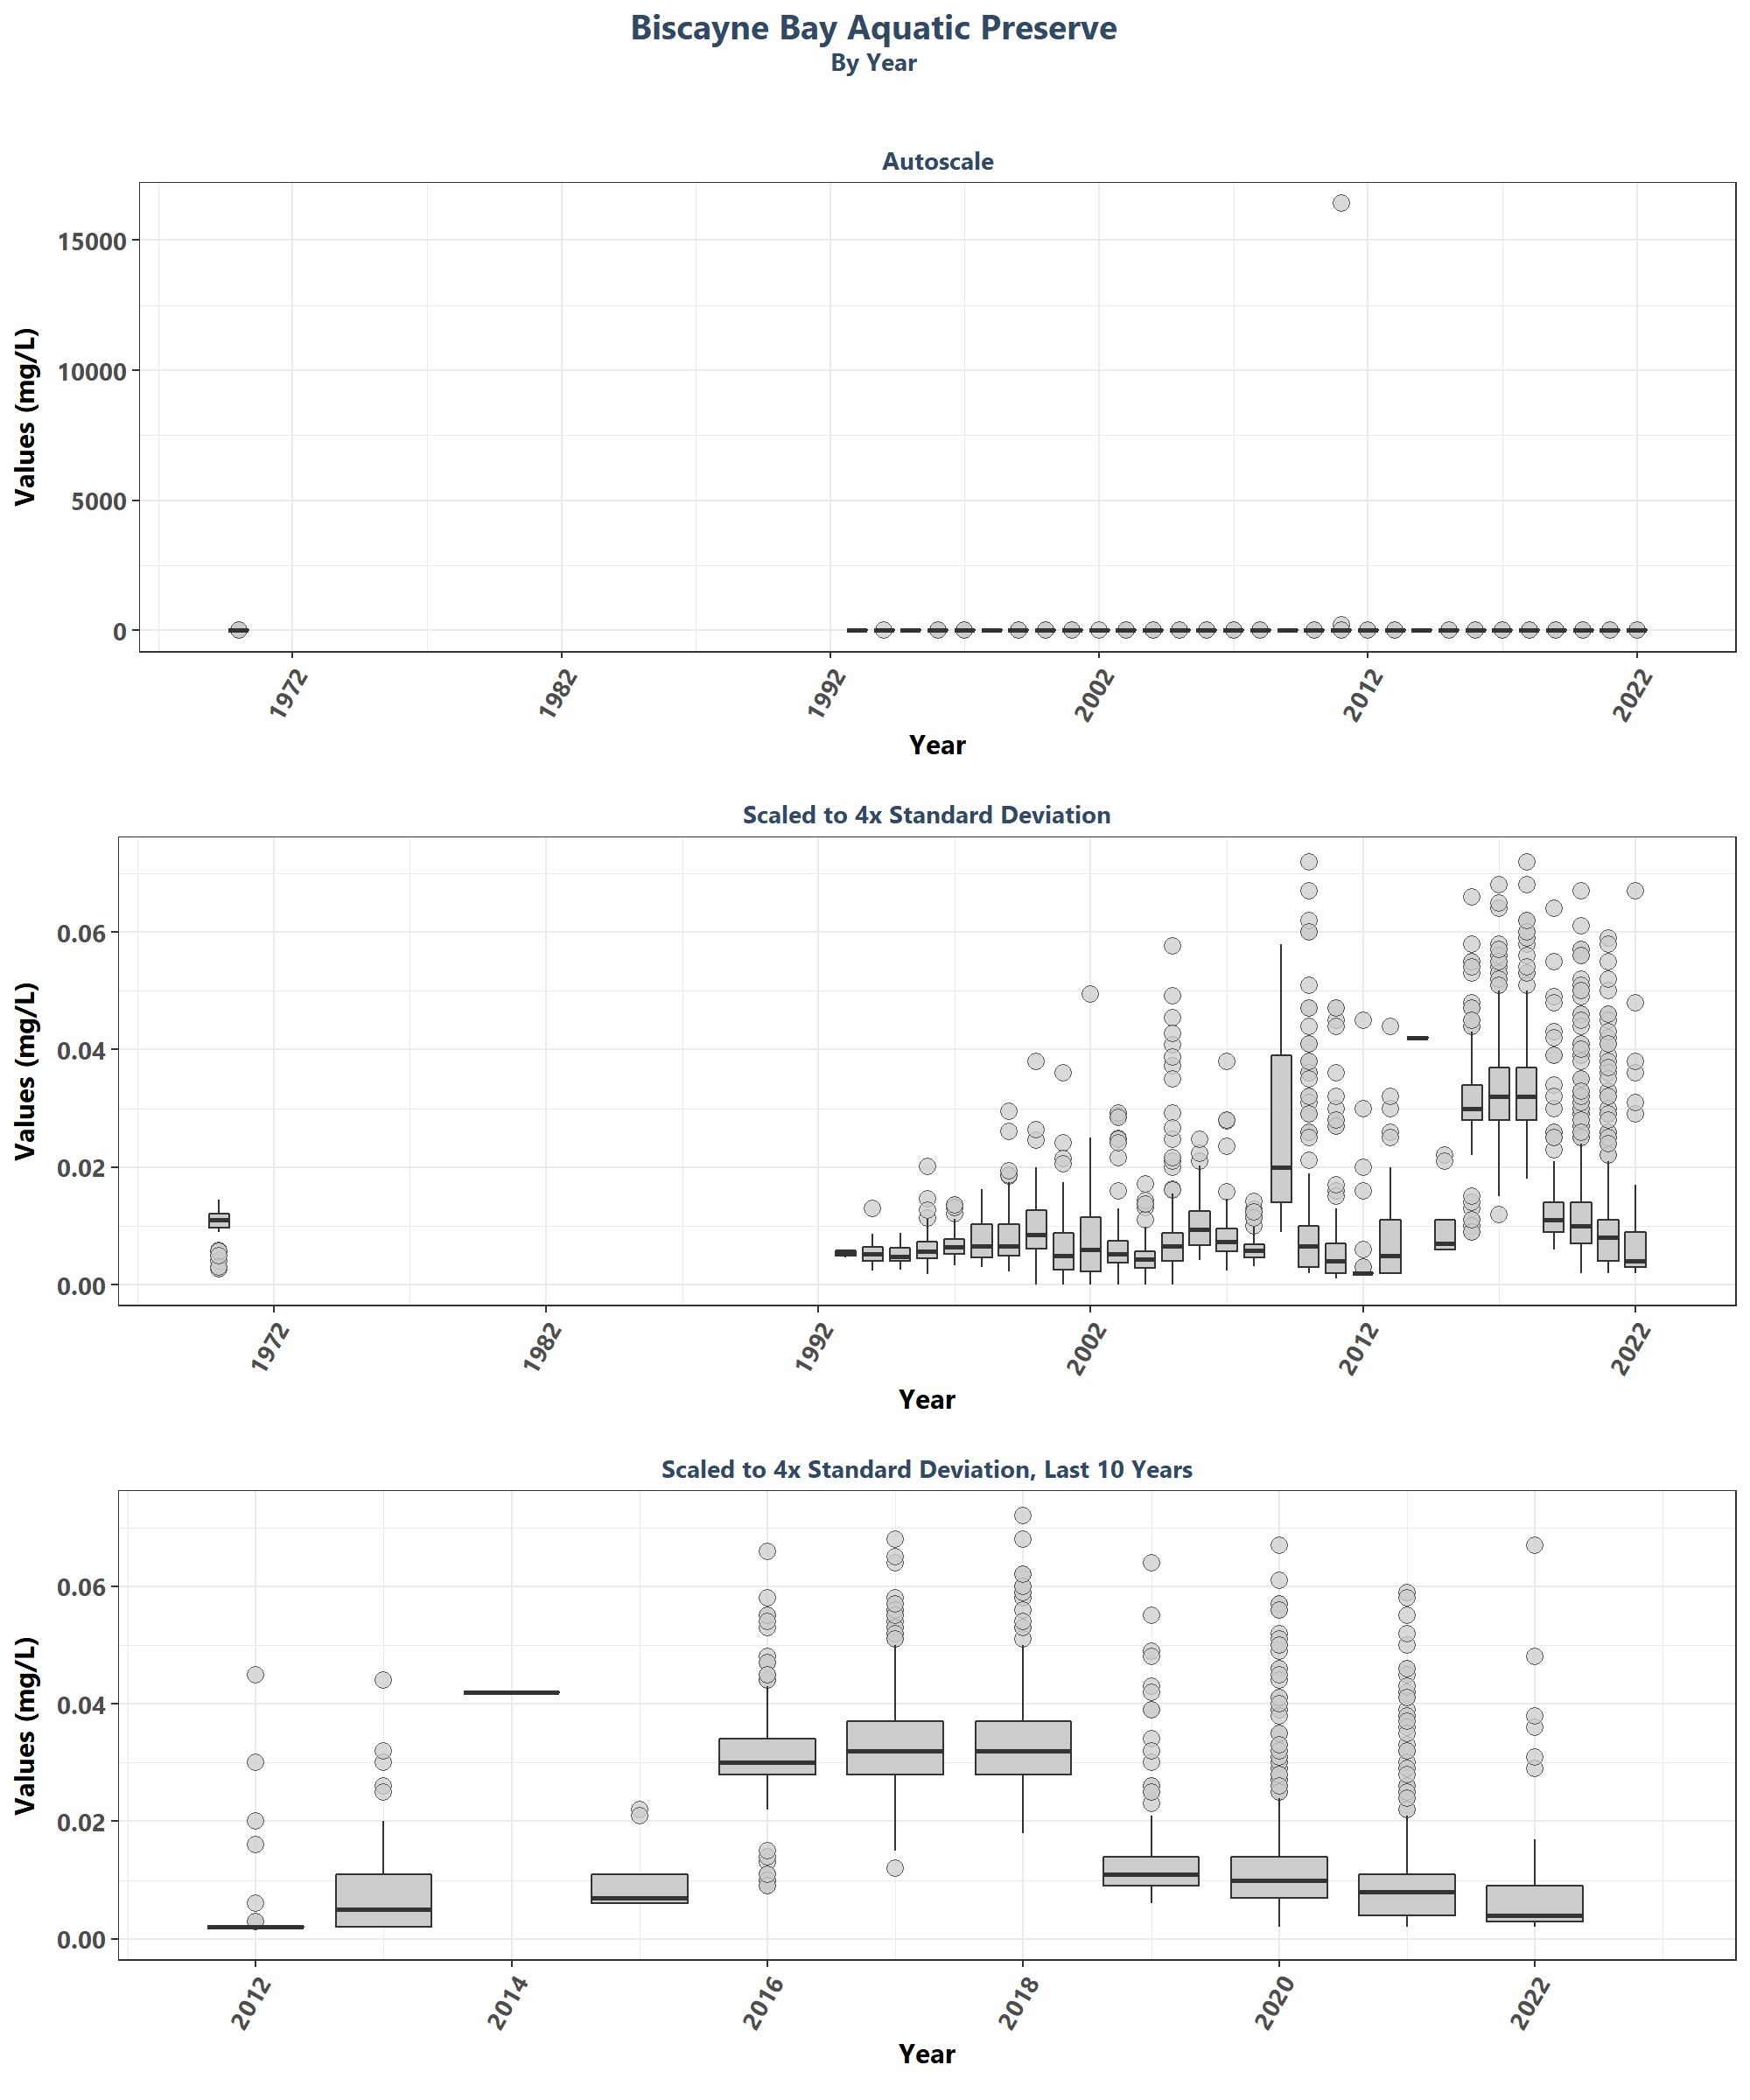 Biscayne Bay Aquatic Preserve
By Year
Autoscale
Values (mg/L)
15000
10000
5000
0
1972
1982
1992
2002
2012
2022
Year
Scaled to 4x Standard Deviation
Values (mg/L)
0.06
0.04
0.02
0.00
1972
1982
1992
2002
2012
2022
Year
Scaled to 4x Standard Deviation, Last 10 Years
Values (mg/L)
0.06
0.04
0.02
0.00
2012
2014
2016
2018
2020
2022
Year